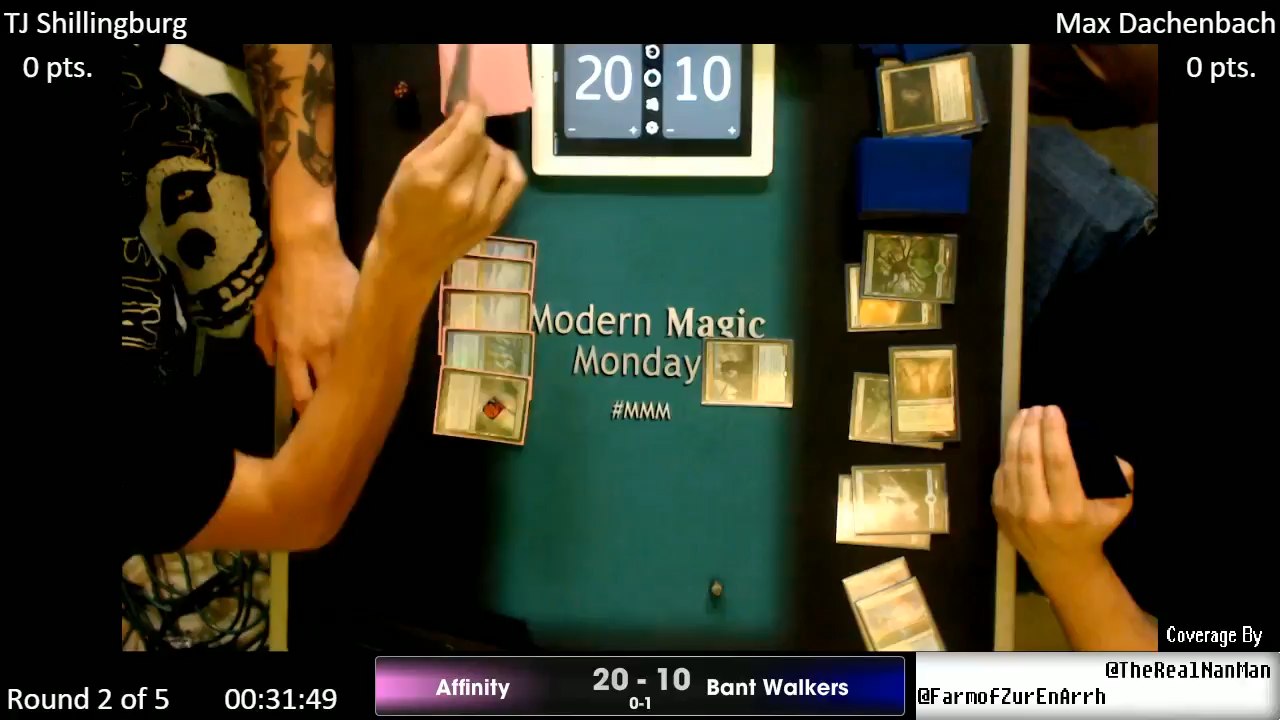 TJ Shillingburg
0 pts.
Max Dachenbach
0 pts.
20 10
- + - +
Modern Magic
Monday
#MMM
Coverage By
@TheRealNanMan
@FarmofZurEnArrh
Round 2 of 5
00:31:49
Affinity
20 - 10
0-1
Bant Walkers